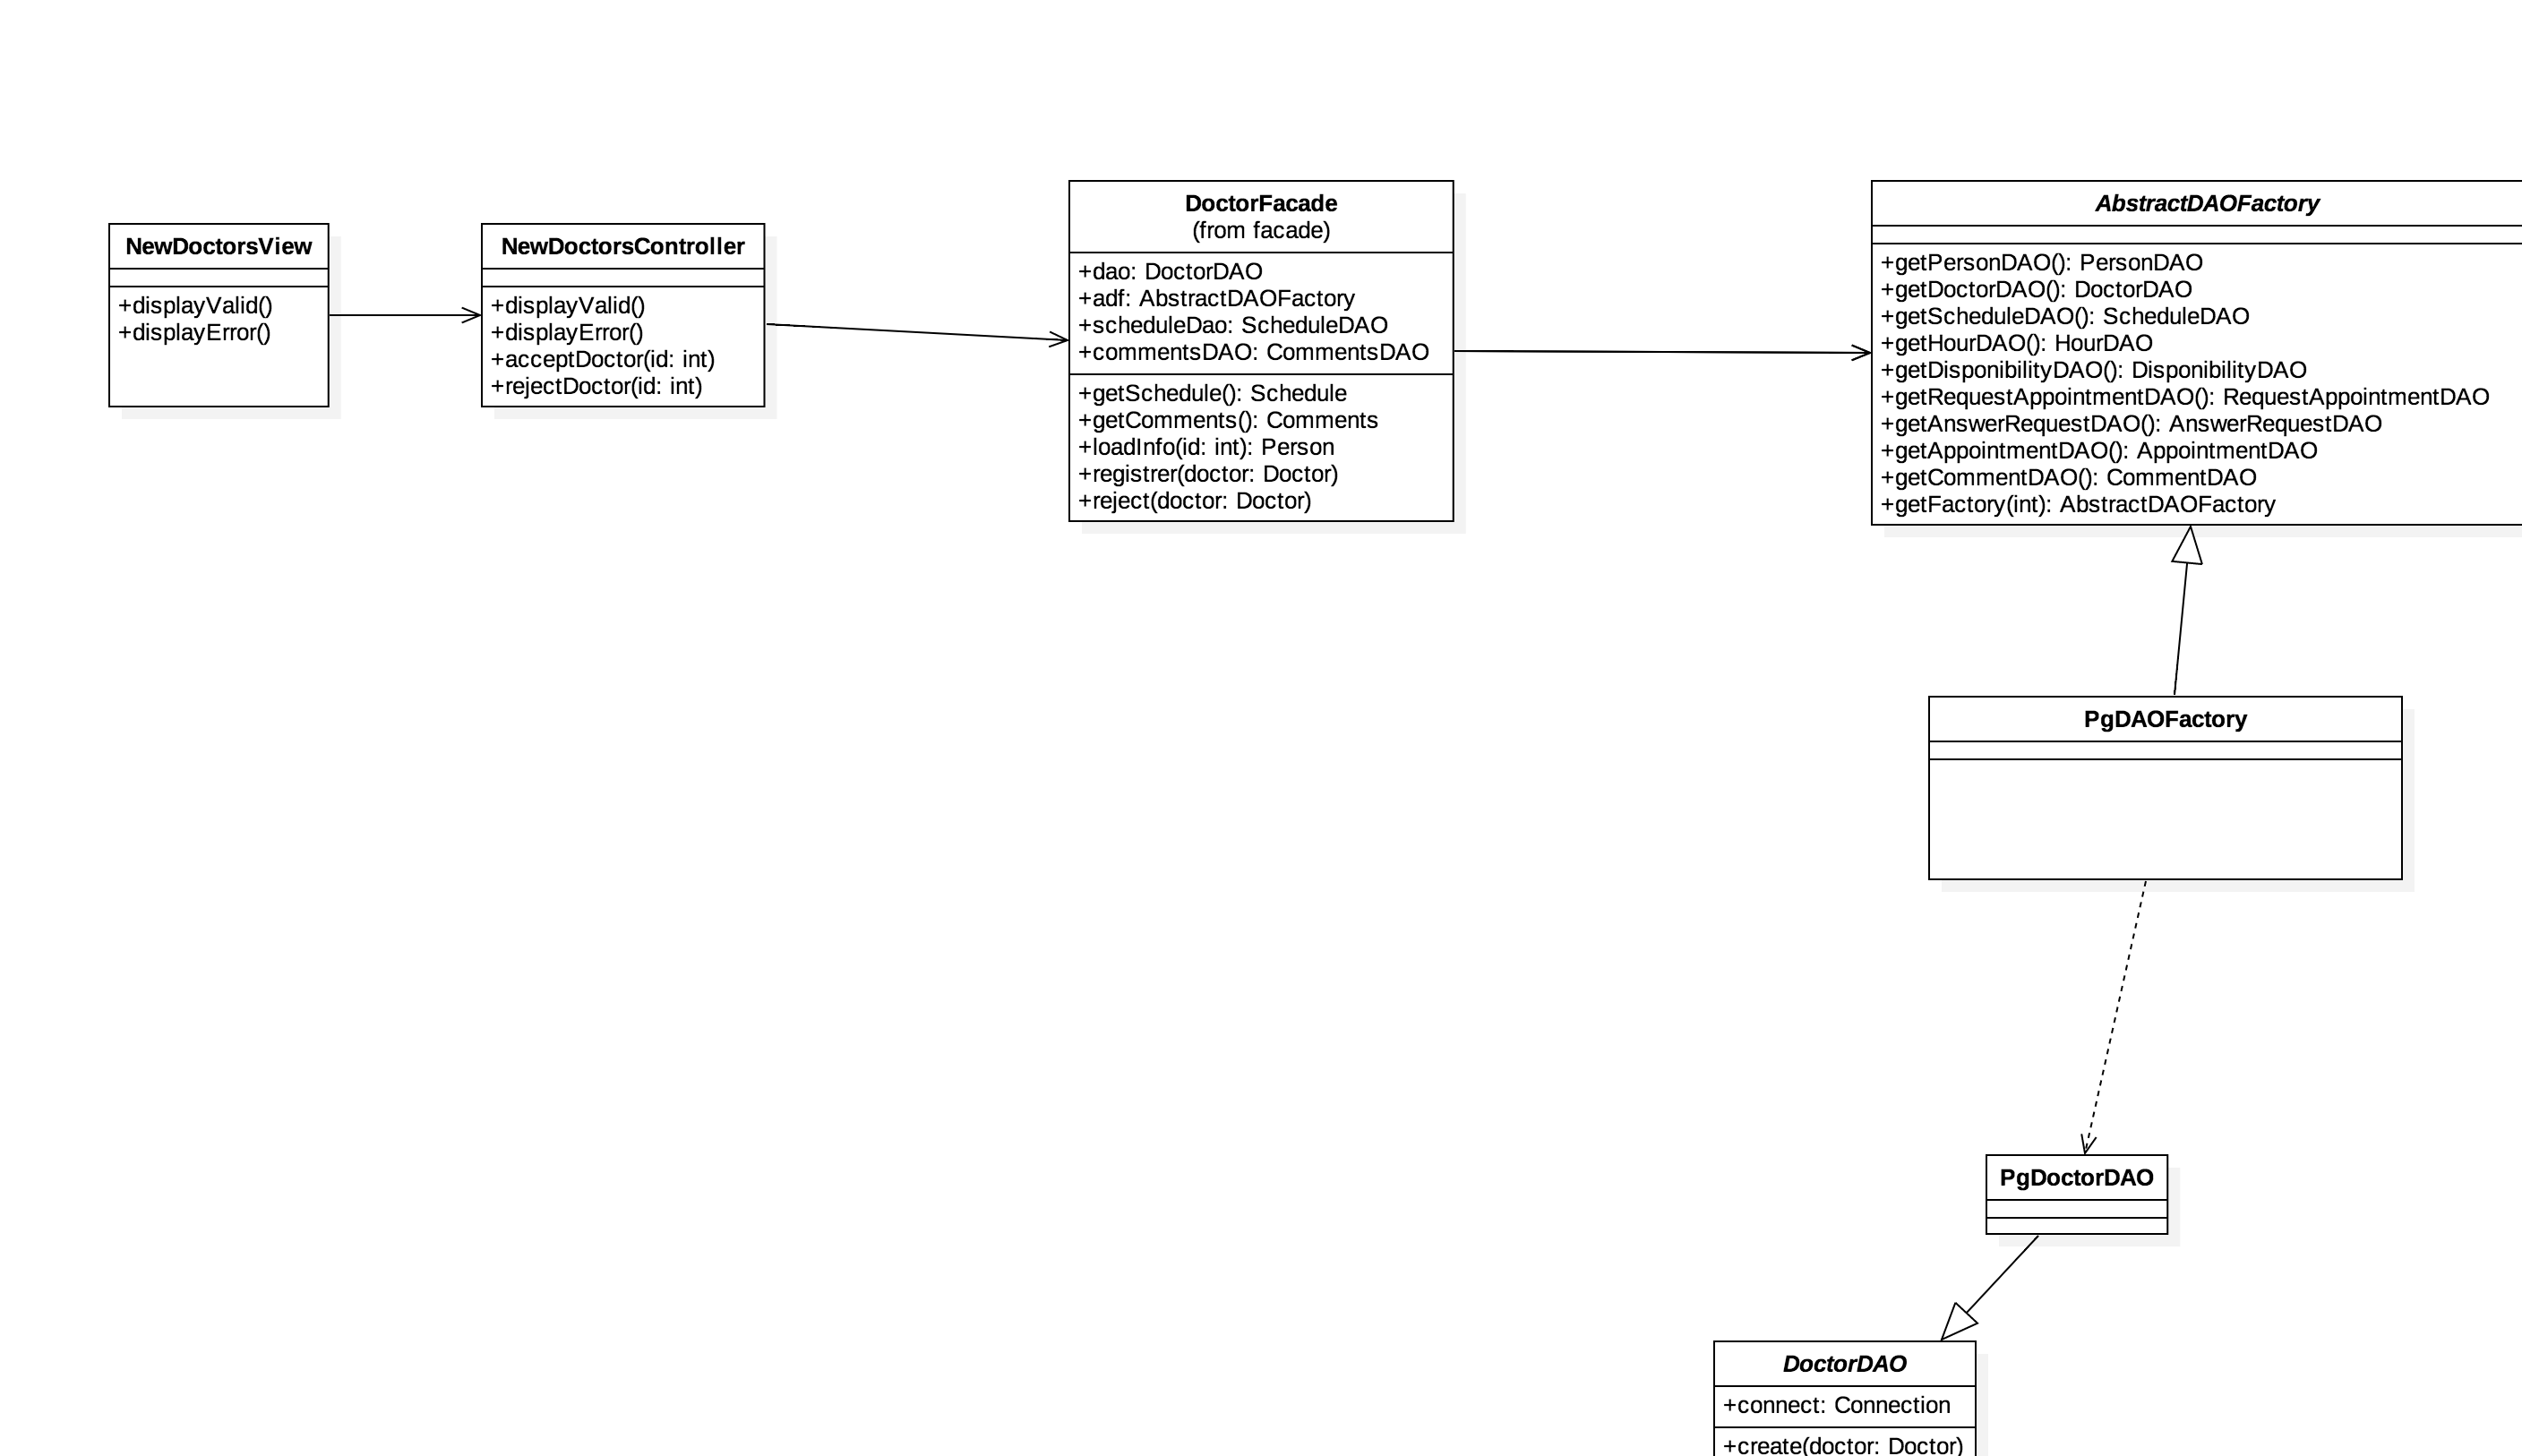 NewDoctorsView
+displayValid()
+displayError()
NewDoctorsController
+displayValid()
+displayError()
+acceptDoctor(id: int)
+rejectDoctor(id: int)
DoctorFacade
(from facade)
+dao: DoctorDAO
+adf: AbstractDAOFactory
+scheduleDao: ScheduleDAO
+commentsDAO: CommentsDAO
+getSchedule(): Schedule
+getComments(): Comments
+loadInfo(id: int): Person
+registrer(doctor: Doctor)
+reject(doctor: Doctor)
AbstractDAOFactory
+getPersonDAO(): PersonDAO
+getDoctorDAO(): DoctorDAO
+getScheduleDAO(): ScheduleDAO
+getHourDAO(): HourDAO
+getDisponibilityDAO(): DisponibilityDAO
+getRequestAppointmentDAO(): RequestAppointmentDAO
+getAnswerRequestDAO(): AnswerRequestDAO
+getAppointmentDAO(): AppointmentDAO
+getCommentDAO(): CommentDAO
+getFactory(int): AbstractDAOFactory
PgDAOFactory
PgDoctorDAO
DoctorDAO
+connect: Connection
+create(doctor: Doctor)